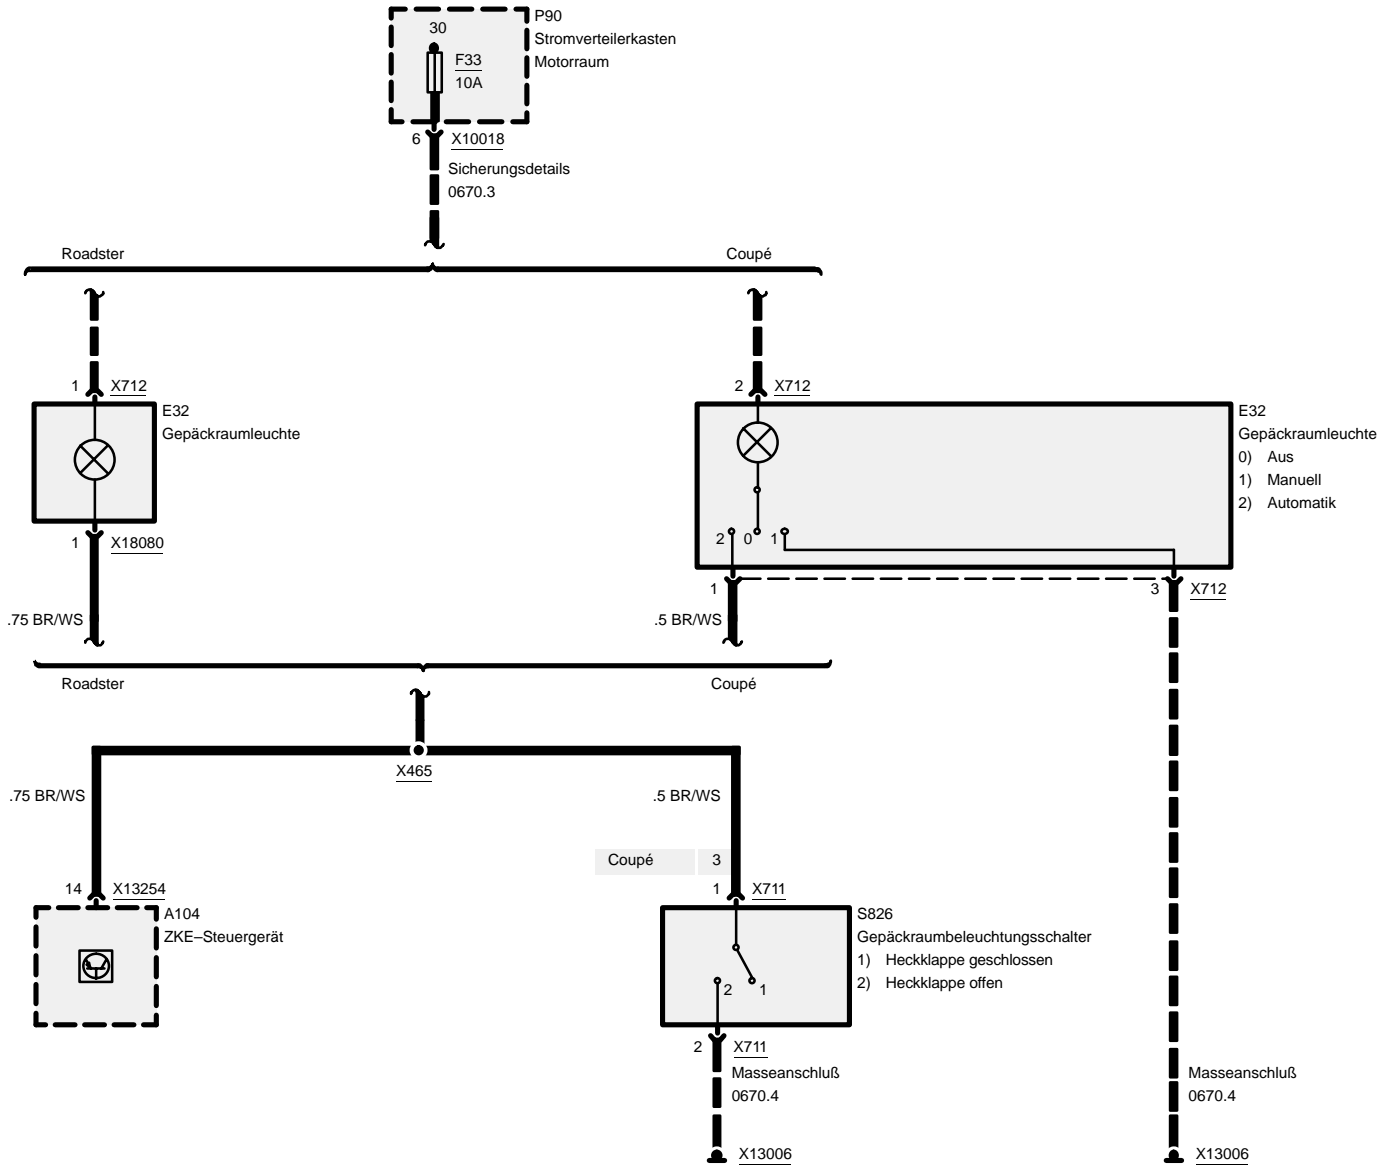 P90
30
Stromverteilerkasten
F33
Motorraum
10A
6 X10018
Sicherungsdetails
0670.3
Roadster
Coupé
1 X712
2 X712
E32
Gepäckraumleuchte
E32
Gepäckraumleuchte
0) Aus
1) Manuell
2) Automatik
2 0 1
1 X18080
1
3 X712
.75 BR/WS
.5 BR/WS
Roadster
Coupé
X465
.75 BR/WS
.5 BR/WS
Coupé 3
14 X13254
1 X711
A104
ZKE–Steuergerät
S826
Gepäckraumbeleuchtungsschalter
1) Heckklappe geschlossen
2) Heckklappe offen
2 1
2 X711
Masseanschluß
0670.4
Masseanschluß
0670.4
X13006
X13006